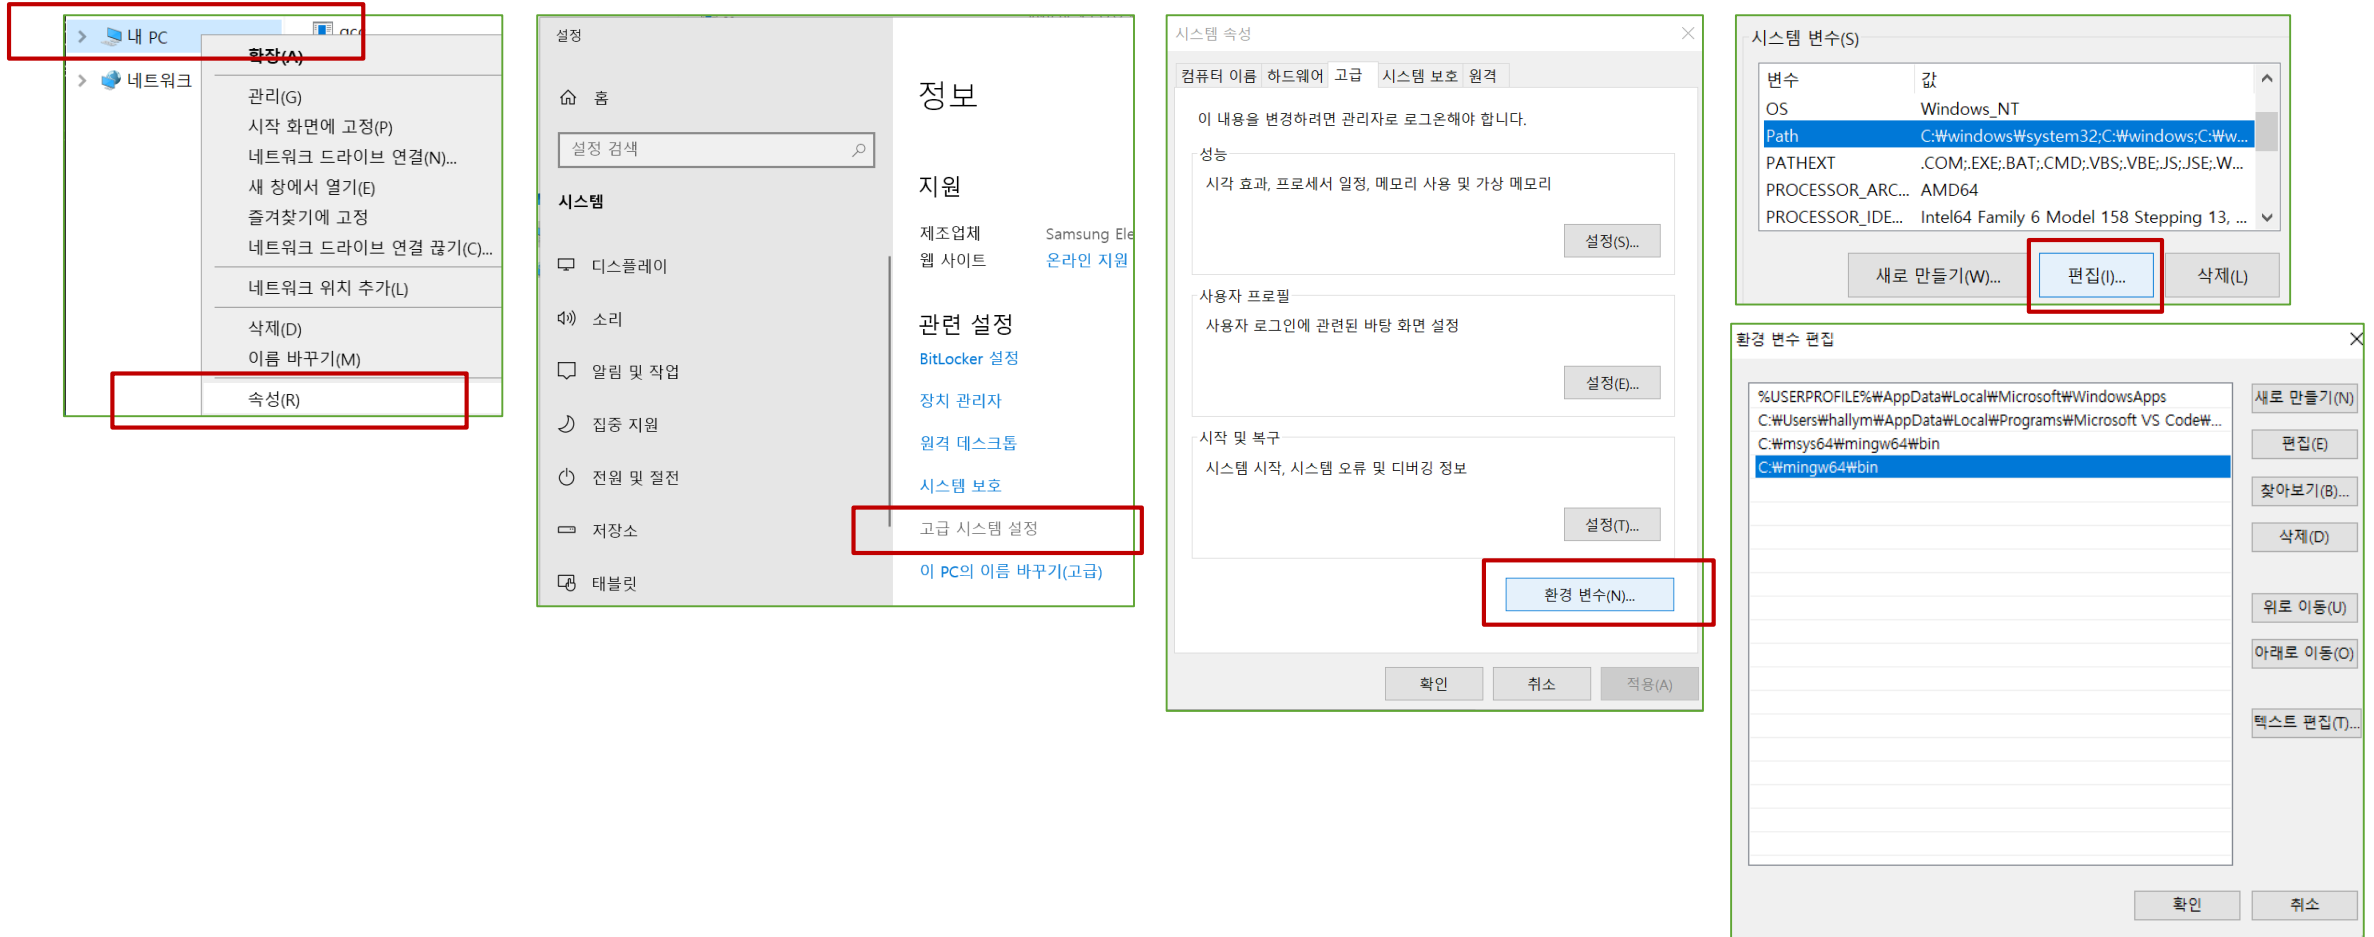 내 PC
네트워크
확장(A)
관리(G)
시작 화면에 고정(P)
네트워크 드라이브 연결(N)...
새 창에서 열기(E)
즐겨찾기에 고정
네트워크 드라이브 연결 끊기(C)...
네트워크 위치 추가(L)
삭제(D)
이름 바꾸기(M)
속성(R)
설정
홈
설정 검색
시스템
디스플레이
소리
알림 및 작업
집중 지원
전원 및 절전
저장소
태블릿
정보
지원
제조업체 Samsung Ele
웹 사이트 온라인 지원
관련 설정
BitLocker 설정
장치 관리자
원격 데스크톱
시스템 보호
고급 시스템 설정
이 PC의 이름 바꾸기(고급)
시스템 속성
컴퓨터 이름 하드웨어 고급 시스템 보호 원격
이 내용을 변경하려면 관리자로 로그온해야 합니다.
성능
시각 효과, 프로세서 일정, 메모리 사용 및 가상 메모리
설정(S)...
사용자 프로필
사용자 로그인에 관련된 바탕 화면 설정
설정(E)...
시작 및 복구
시스템 시작, 시스템 오류 및 디버깅 정보
설정(T)...
환경 변수(N)...
확인 취소 적용(A)
시스템 변수(S)
변수 값
OS Windows_NT
Path C:₩windows₩system32;C:₩windows;C:₩w...
PATHEXT .COM;.EXE;.BAT;.CMD;.VBS;.VBE;.JS;.JSE;.W...
PROCESSOR_ARC... AMD64
PROCESSOR_IDE... Intel64 Family 6 Model 158 Stepping 13, ...
새로 만들기(W)... 편집(I)... 삭제(L)
환경 변수 편집
%USERPROFILE%₩AppData₩Local₩Microsoft₩WindowsApps
C:₩Users₩hallym₩AppData₩Local₩Programs₩Microsoft VS Code₩...
C:₩msys64₩mingw64₩bin
C:₩mingw64₩bin
새로 만들기(N)
편집(E)
찾아보기(B)...
삭제(D)
위로 이동(U)
아래로 이동(O)
텍스트 편집(T)...
확인 취소